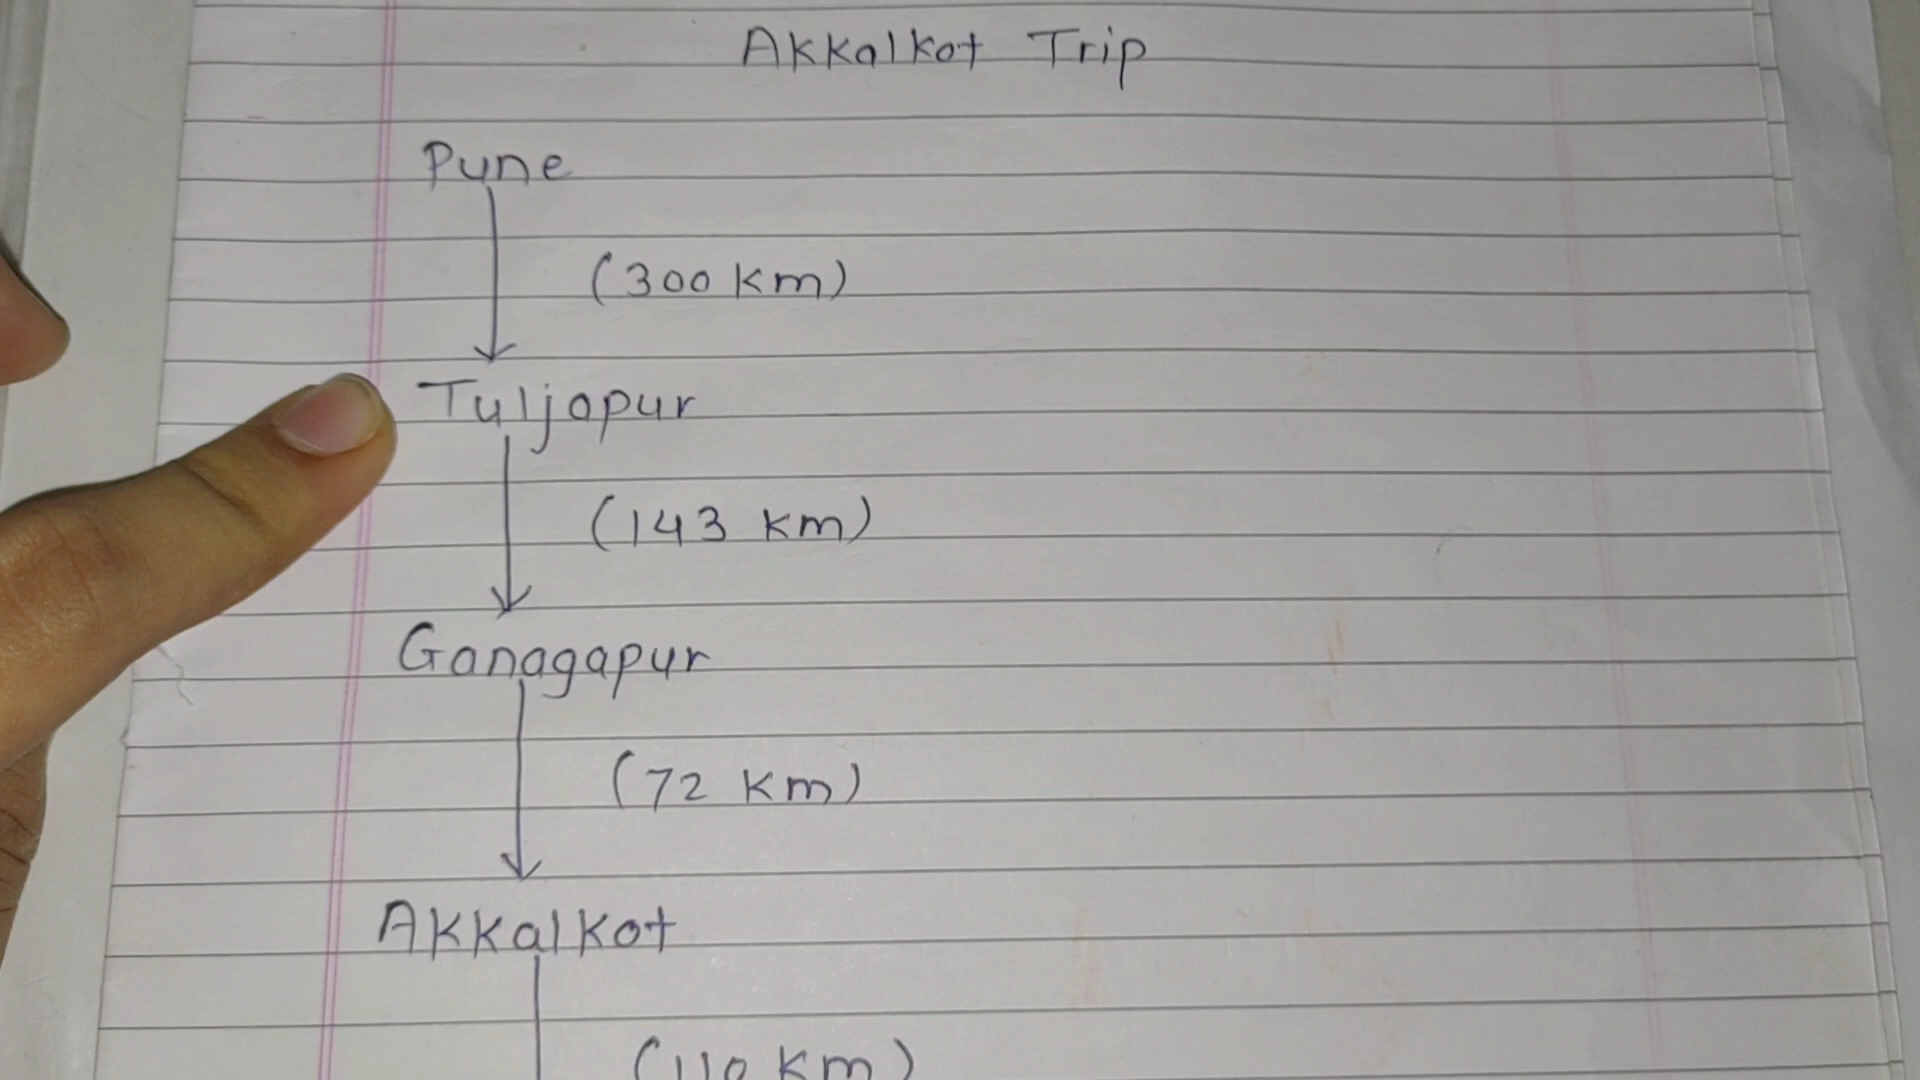 Akkalkot Trip
Pune
(300 km)
Tuljapur
(143 km)
Ganagapur
(72 km)
Akkalkot
(110 km)